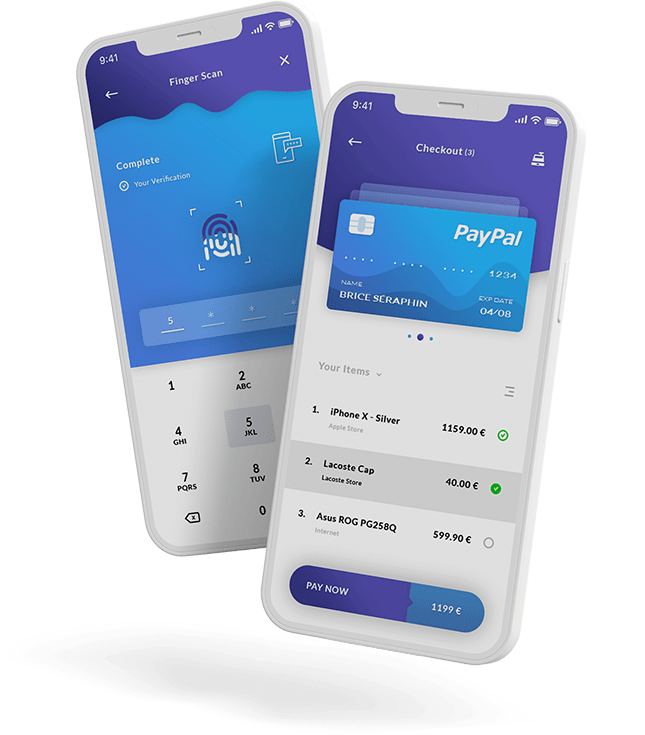 9:41
Finger Scan
Complete
Your Verification
5 * * *
1
2
ABC
4
GHI
5
JKL
7
PQRS
8
TUV
0
9:41
Checkout (3)
PayPal
1234
NAME
BRICE SERAPHIN
EXP DATE
04/08
Your Items
1. iPhone X - Silver 1159.00 €
Apple Store
2. Lacoste Cap 40.00 €
Lacoste Store
3. Asus ROG PG258Q 599.90 €
Internet
PAY NOW 1199 €